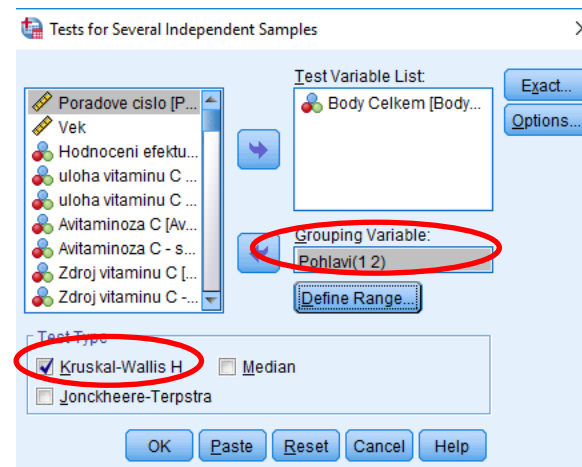 Tests for Several Independent Samples
Test Variable List:
Poradove cislo [P...
Vek
Hodnoceni efektu...
uloha vitaminu C ...
uloha vitaminu C ...
Avitaminoza C [Av...
Avitaminoza C - s...
Zdroj vitaminu C [...
Zdroj vitaminu C -...
Body Celkem [Body...
Exact...
Options...
Grouping Variable:
Pohlavi(1 2)
Define Range...
Test Type
Kruskal-Wallis H
Median
Jonckheere-Terpstra
OK
Paste
Reset
Cancel
Help